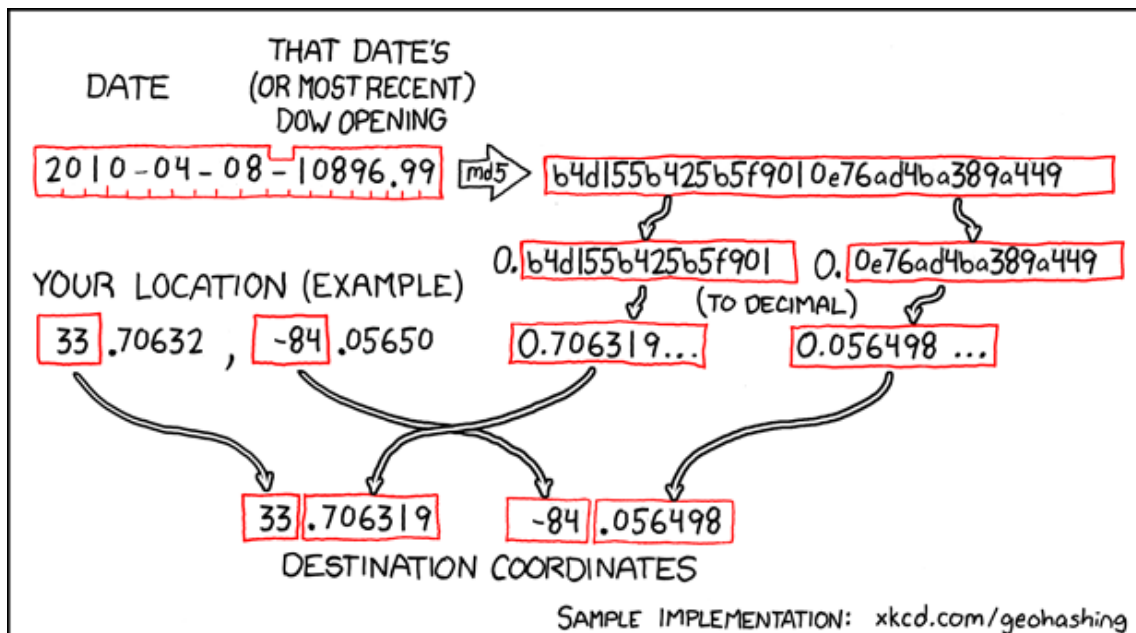 DATE
THAT DATE'S
(OR MOST RECENT)
DOW OPENING
2010-04-08-10896.99
md5
b4d155b425b5f9010e76ad4ba389a449
0.b4d155b425b5f901
0.0e76ad4ba389a449
YOUR LOCATION (EXAMPLE)
(TO DECIMAL)
33.70632, -84.05650
0.706319...
0.056498...
33.706319
-84.056498
DESTINATION COORDINATES
SAMPLE IMPLEMENTATION: xkcd.com/geohashing